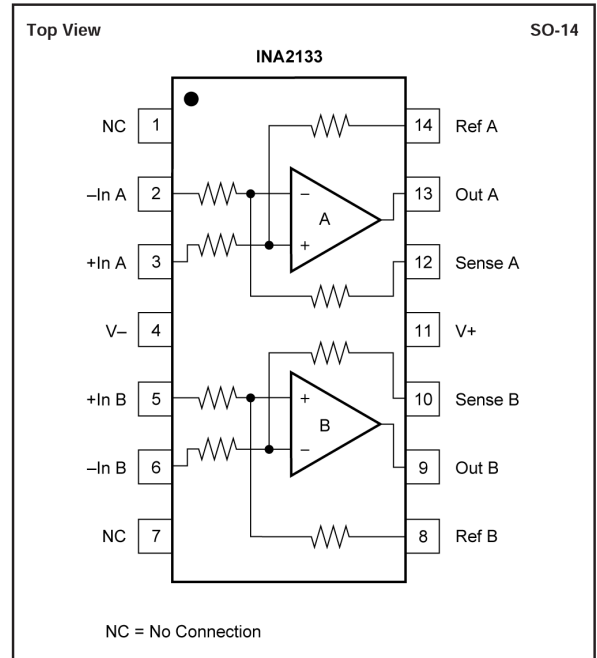 Top View SO-14
INA2133
NC 1 14 Ref A
–In A 2 – 13 Out A
A
+In A 3 + 12 Sense A
V– 4 11 V+
+In B 5 + 10 Sense B
B
–In B 6 – 9 Out B
NC 7 8 Ref B
NC = No Connection